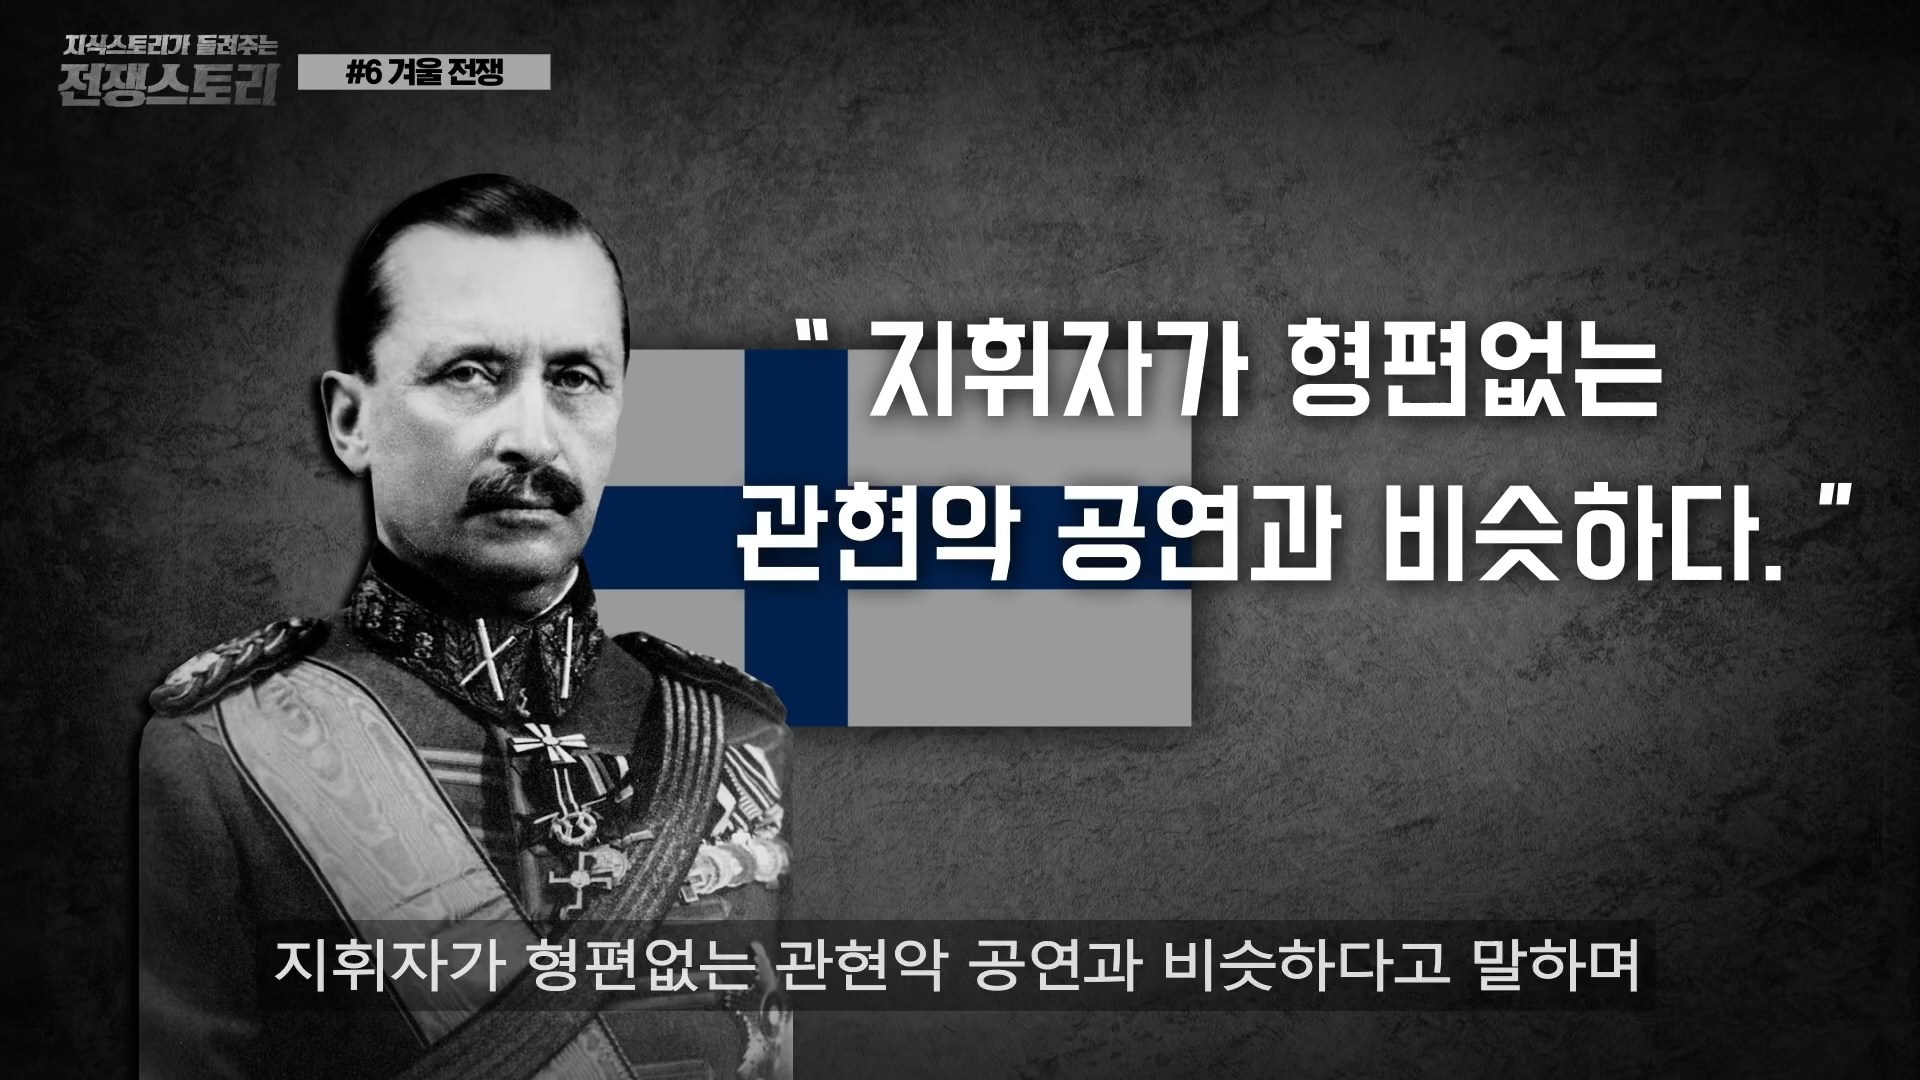 지식스토리가 들려주는
전쟁스토리
#6 겨울 전쟁
" 지휘자가 형편없는
관현악 공연과 비슷하다. "
지휘자가 형편없는 관현악 공연과 비슷하다고 말하며